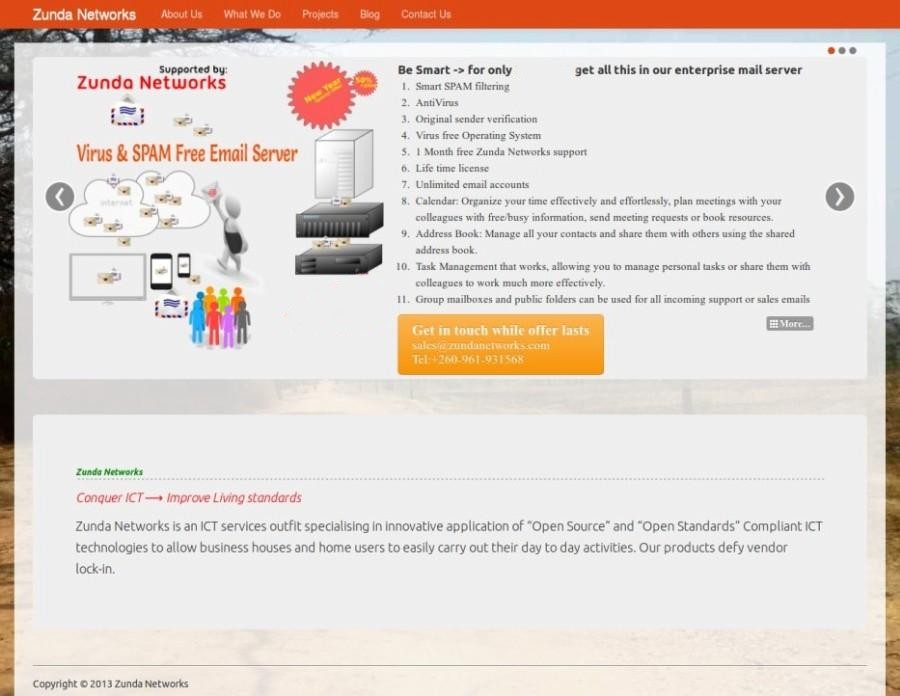 Zunda Networks
About Us
What We Do
Projects
Blog
Contact Us
Supported by:
Zunda Networks
New Year
50%
Virus & SPAM Free Email Server
internet
Be Smart -> for only get all this in our enterprise mail server
1. Smart SPAM filtering
2. AntiVirus
3. Original sender verification
4. Virus free Operating System
5. 1 Month free Zunda Networks support
6. Life time license
7. Unlimited email accounts
8. Calendar: Organize your time effectively and effortlessly, plan meetings with your
colleagues with free/busy information, send meeting requests or book resources.
9. Address Book: Manage all your contacts and share them with others using the shared
address book.
10. Task Management that works, allowing you to manage personal tasks or share them with
colleagues to work much more effectively.
11. Group mailboxes and public folders can be used for all incoming support or sales emails
Get in touch while offer lasts
sales@zundanetworks.com
Tel:+260-961-931568
More...
Zunda Networks
Conquer ICT⟶ Improve Living standards
Zunda Networks is an ICT services outfit specialising in innovative application of “Open Source” and “Open Standards” Compliant ICT
technologies to allow business houses and home users to easily carry out their day to day activities. Our products defy vendor
lock-in.
Copyright © 2013 Zunda Networks